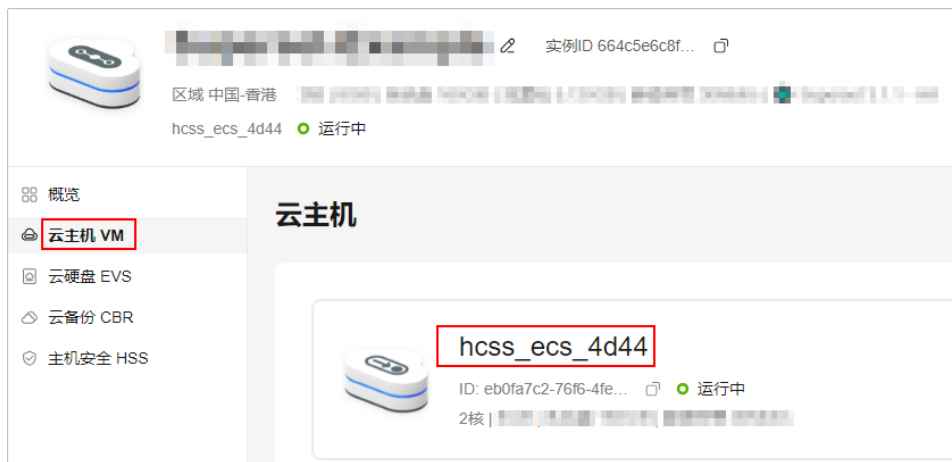 实例ID 664c5e6c8f...
区域 中国-香港
hcss_ecs_4d44 运行中
概览
云主机 VM
云硬盘 EVS
云备份 CBR
主机安全 HSS
云主机
hcss_ecs_4d44
ID: eb0fa7c2-76f6-4fe... 运行中
2核 |